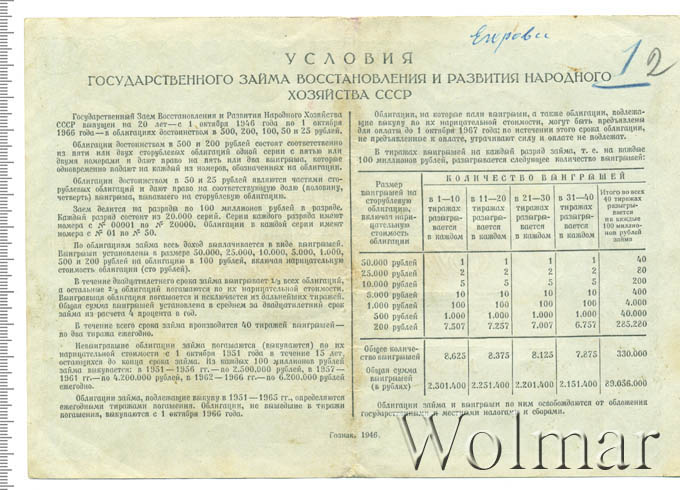 Егоровы
12
УСЛОВИЯ
ГОСУДАРСТВЕННОГО ЗАЙМА ВОССТАНОВЛЕНИЯ И РАЗВИТИЯ НАРОДНОГО
ХОЗЯЙСТВА СССР
Государственный Заем Восстановления и Развития Народного Хозяйства
СССР выпущен на 20 лет—с 1 октября 1946 года по 1 октября
1966 года—в облигациях достоинством в 500, 200, 100, 50 и 25 рублей.
Облигации достоинством в 500 и 200 рублей состоят соответственно
из пяти или двух сторублевых облигаций одной серии с пятью или
двумя номерами и дают право на пять или два выигрыша, которые
одновременно падают на каждый из номеров, обозначенных на облигации.
Облигации достоинством в 50 и 25 рублей являются частями сто-
рублевых облигаций и дают право на соответствующую долю (половину,
четверть) выигрыша, выпавшего на сторублевую облигацию.
Заем делится на разряды по 100 миллионов рублей в разряде.
Каждый разряд состоит из 20.000 серий. Серии каждого разряда имеют
номера с № 00001 по № 20000. Облигации в каждой серии имеют
номера с № 01 по № 50.
По облигациям займа весь доход выплачивается в виде выигрышей.
Выигрыши установлены в размере 50.000, 25.000, 10.000, 5.000, 1.000,
500 и 200 рублей на облигацию в 100 рублей, включая нарицательную
стоимость облигации (сто рублей).
В течение двадцатилетнего срока займа выигрывает 1/3 всех облигаций,
а остальные 2/3 облигаций погашаются по их нарицательной стоимости.
Выигравшая облигация погашается и исключается из дальнейших тиражей.
Общая сумма выигрышей установлена в среднем за двадцатилетний срок
займа из расчета 4 процента в год.
В течение всего срока займа производится 40 тиражей выигрышей—
по два тиража ежегодно.
Невыигравшие облигации займа погашаются (выкупаются) по их
нарицательной стоимости с 1 октября 1951 года в течение 15 лет,
остающихся до конца срока займа. Из каждых 100 миллионов рублей
займа выкупается: в 1951—1956 гг.—по 2.500.000 рублей, в 1957—
1961 гг.—по 4.200.000 рублей, в 1962—1966 гг.—по 6.200.000 рублей
ежегодно.
Облигации займа, подлежащие выкупу в 1951—1965 гг., определяются
ежегодными тиражами погашения. Облигации, не вышедшие в тиражи
погашения, выкупаются с 1 октября 1966 года.
Облигации, на которые пали выигрыши, а также облигации, подлежа-
щие выкупу по их нарицательной стоимости, могут быть предъявлены
для оплаты до 1 октября 1967 года; по истечении этого срока облигации,
не предъявленные к оплате, утрачивают силу и оплате не подлежат.
В тиражах выигрышей на каждый разряд займа, т. е. на каждые
100 миллионов рублей, разыгрывается следующее количество выигрышей:
Размер выигрышей на сторублевую облигацию, включая нарицательную стоимость облигации
КОЛИЧЕСТВО ВЫИГРЫШЕЙ
в 1—10 тиражах разыгрывается в каждом
в 11—20 тиражах разыгрывается в каждом
в 21—30 тиражах разыгрывается в каждом
в 31—40 тиражах разыгрывается в каждом
Итого во всех 40 тиражах разыгрывается на каждые 100 миллионов рублей займа
50.000 рублей 1 1 1 1 40
25.000 рублей 2 2 2 2 80
10.000 рублей 5 5 5 5 200
5.000 рублей 10 10 10 10 400
1.000 рублей 100 100 100 100 4.000
500 рублей 1.000 1.000 1.000 1.000 40.000
200 рублей 7.507 7.257 7.007 6.757 285.280
Общее количество выигрышей 8.625 8.375 8.125 7.875 330.000
Общая сумма выигрышей (в рублях) 2.301.400 2.251.400 2.201.400 2.151.400 89.056.000
Облигации займа и выигрыши по ним освобождаются от обложения
государственными и местными налогами и сборами.
Гознак. 1946.
Wolmar